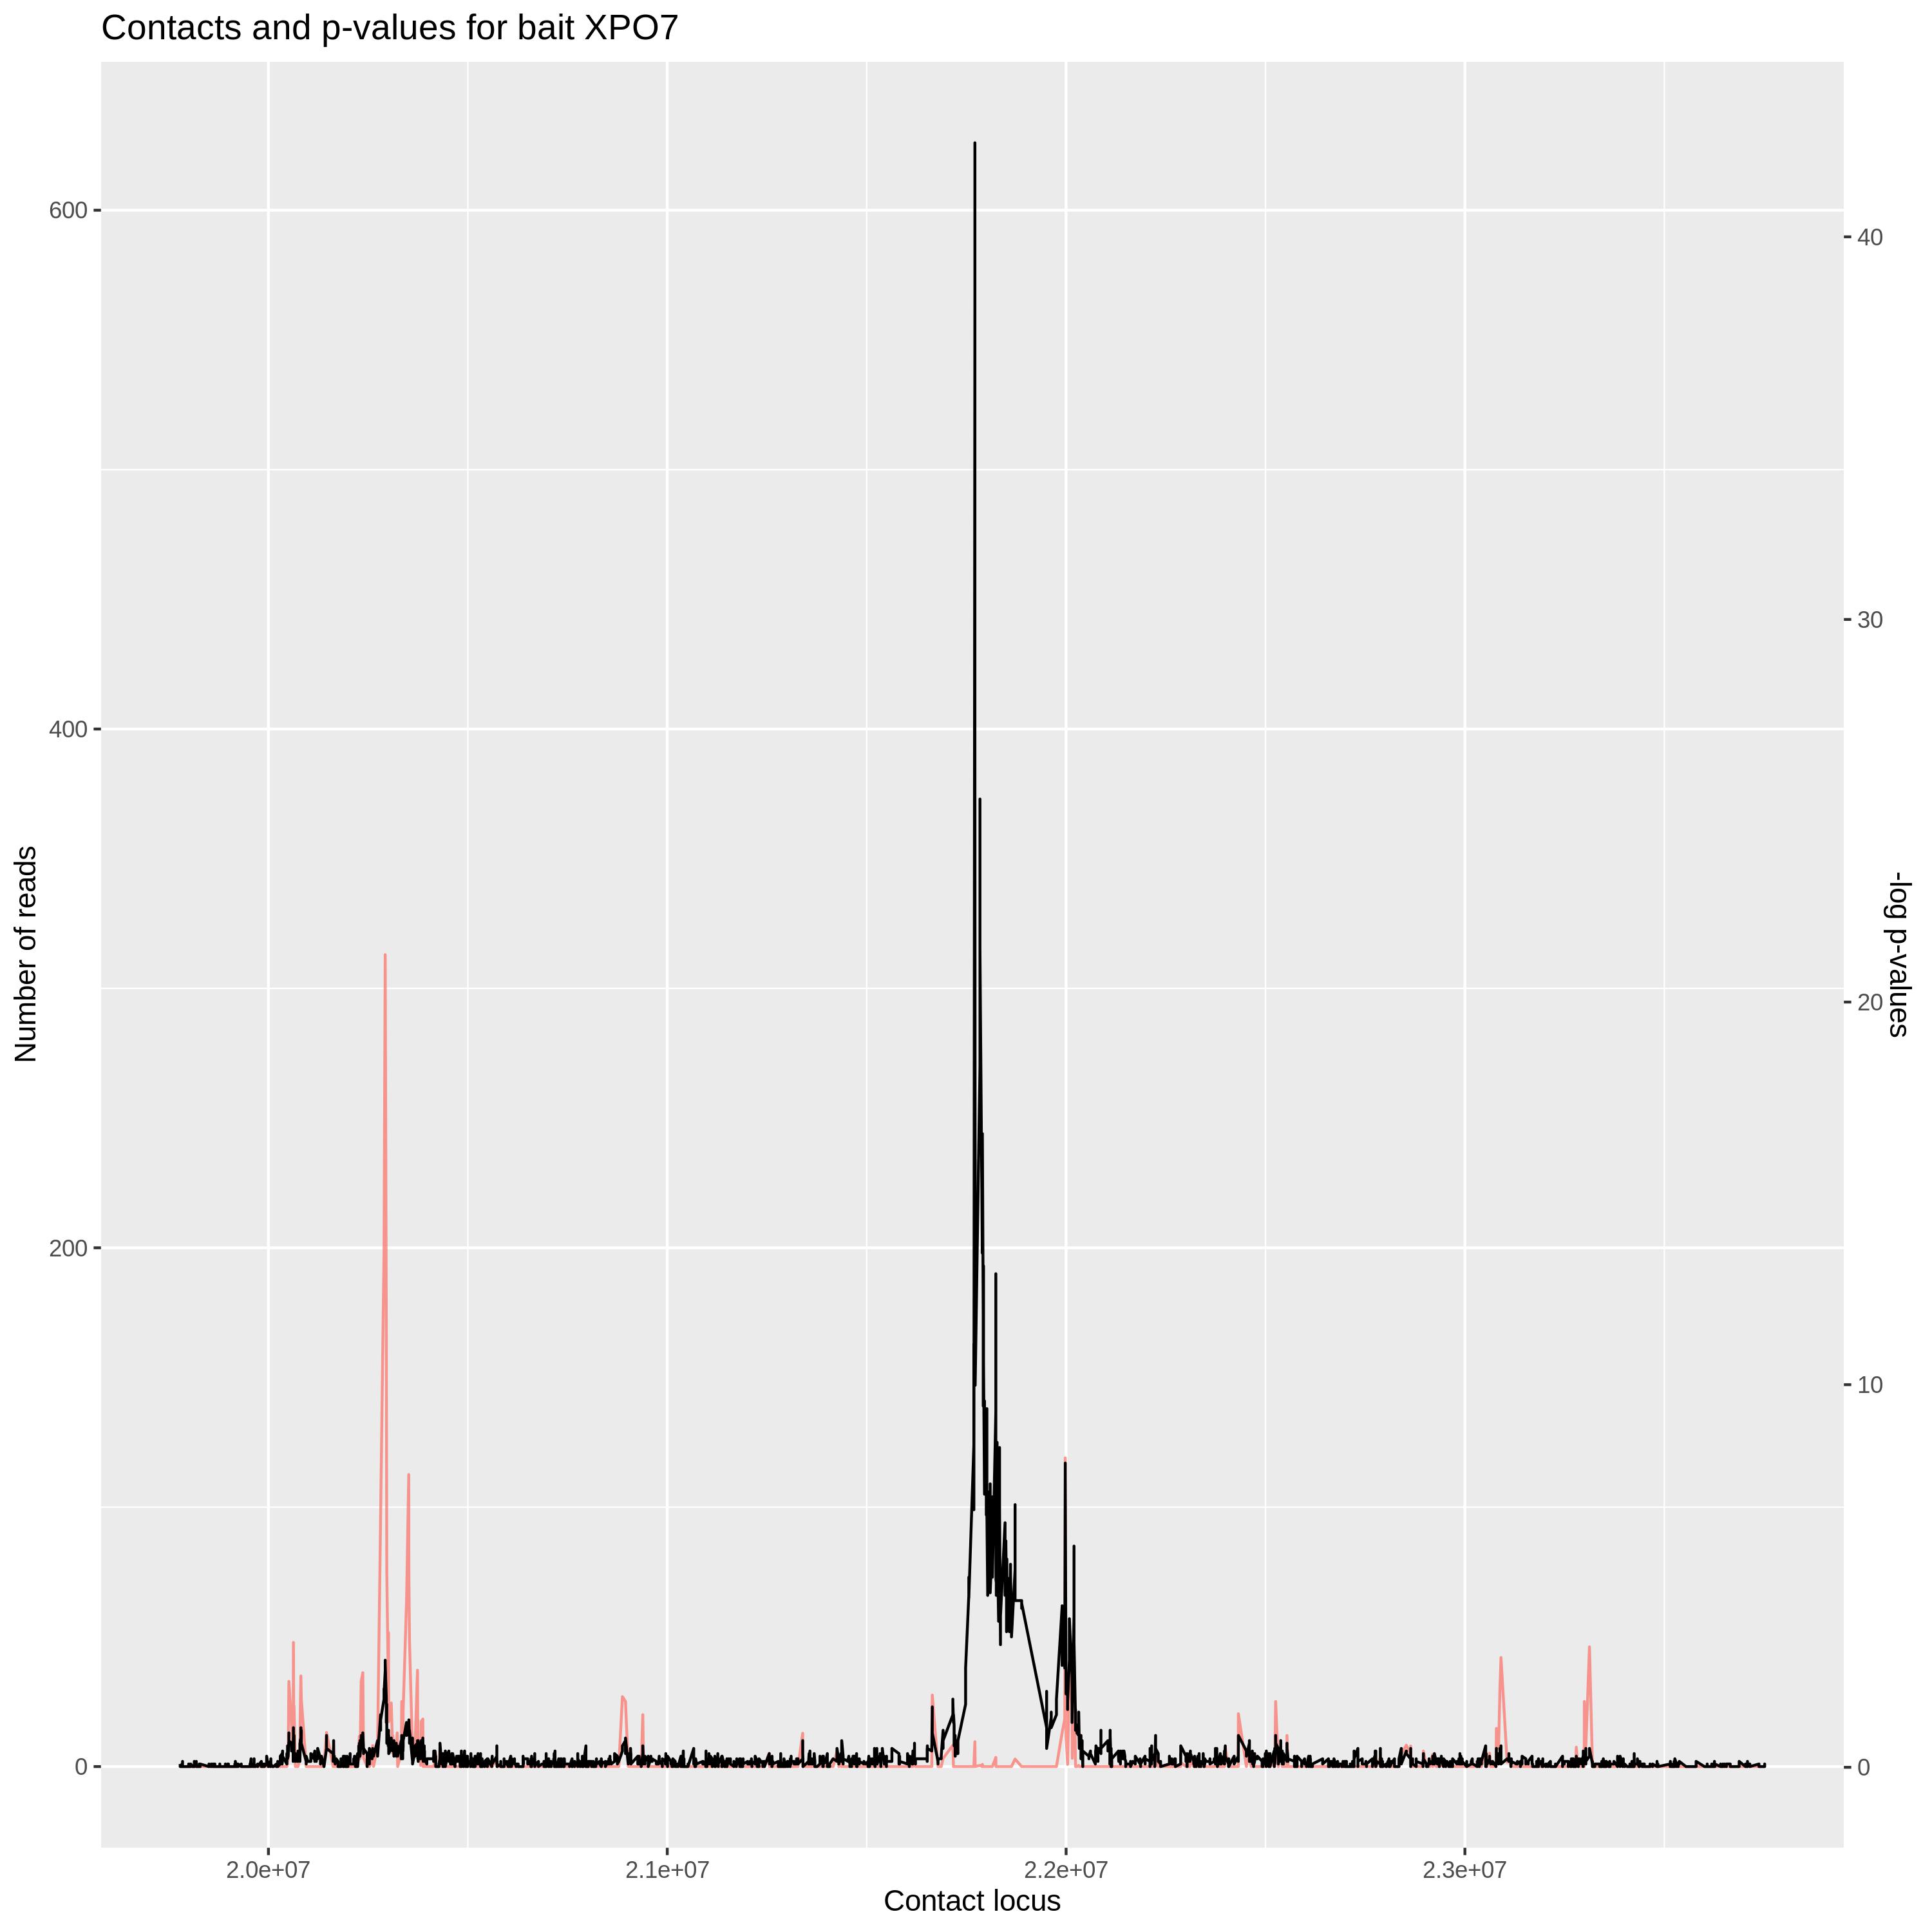 Contacts and p-values for bait XPO7
600
400
200
0
Number of reads
40
30
20
10
0
-log p-values
2.0e+07
2.1e+07
2.2e+07
2.3e+07
Contact locus